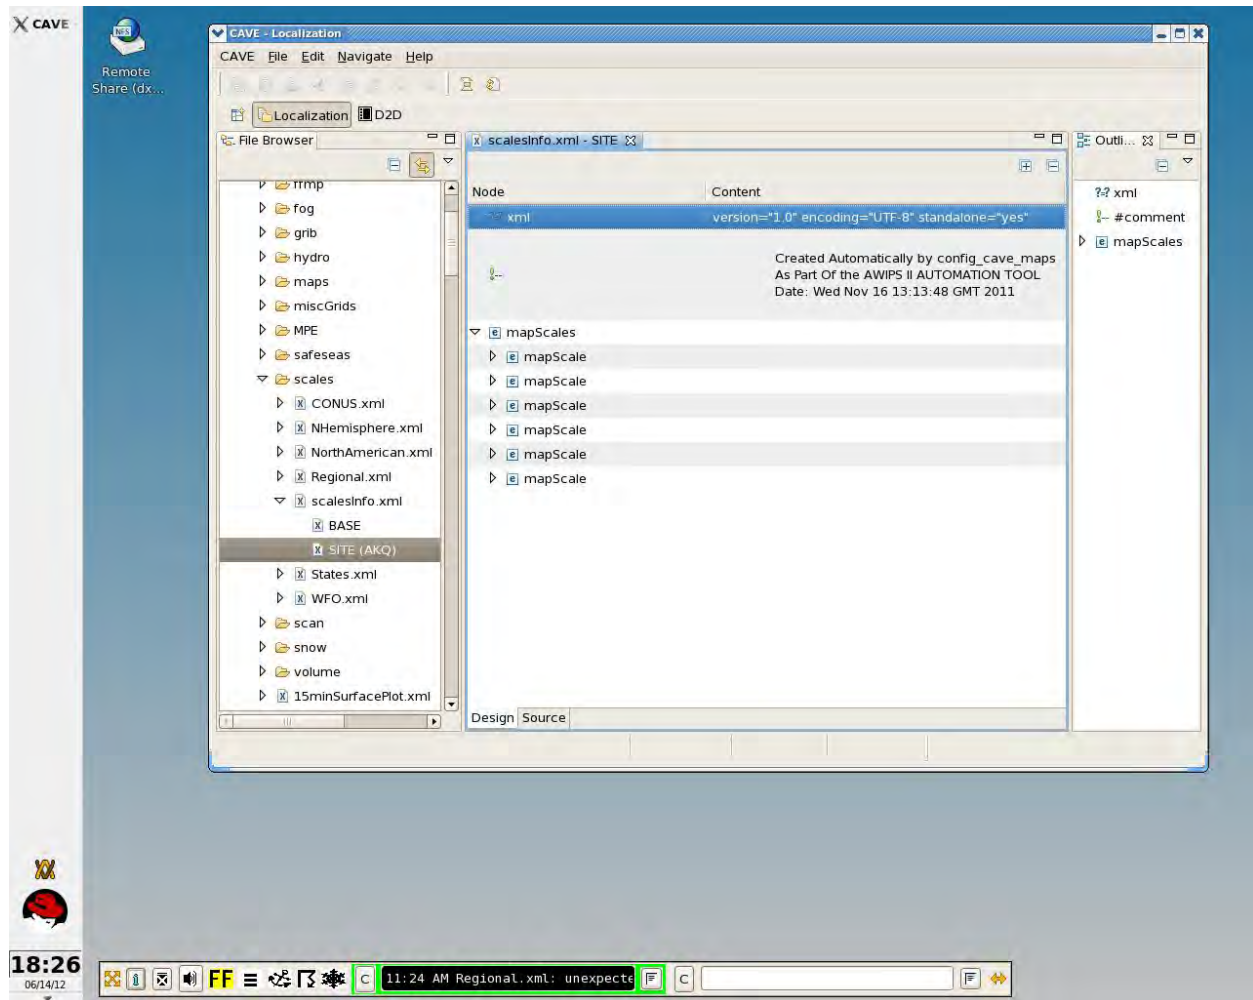 CAVE
NFS
Remote
Share (dx...
CAVE - Localization
CAVE File Edit Navigate Help
Localization D2D
File Browser
ffmp
fog
grib
hydro
maps
miscGrids
MPE
safeseas
scales
CONUS.xml
NHemisphere.xml
NorthAmerican.xml
Regional.xml
scalesInfo.xml
BASE
SITE (AKQ)
States.xml
WFO.xml
scan
snow
volume
15minSurfacePlot.xml
scalesInfo.xml - SITE
Node Content
xml version="1.0" encoding="UTF-8" standalone="yes"
Created Automatically by config_cave_maps
As Part Of the AWIPS II AUTOMATION TOOL
Date: Wed Nov 16 13:13:48 GMT 2011
mapScales
mapScale
mapScale
mapScale
mapScale
mapScale
mapScale
Design Source
Outli...
?=? xml
#comment
mapScales
18:26
06/14/12
FF
C
11:24 AM Regional.xml: unexpecte
C